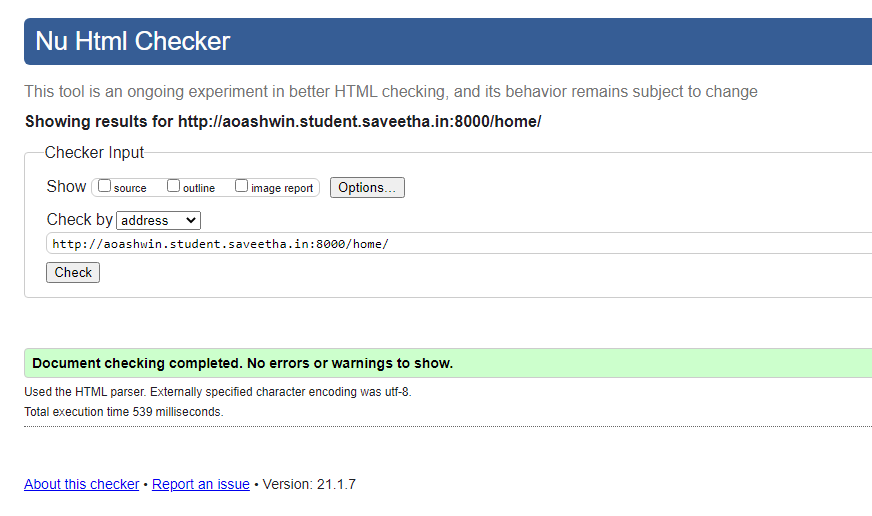 Nu Html Checker
This tool is an ongoing experiment in better HTML checking, and its behavior remains subject to change
Showing results for http://aoashwin.student.saveetha.in:8000/home/
Checker Input
Show source outline image report Options...
Check by address
http://aoashwin.student.saveetha.in:8000/home/
Check
Document checking completed. No errors or warnings to show.
Used the HTML parser. Externally specified character encoding was utf-8.
Total execution time 539 milliseconds.
About this checker • Report an issue • Version: 21.1.7